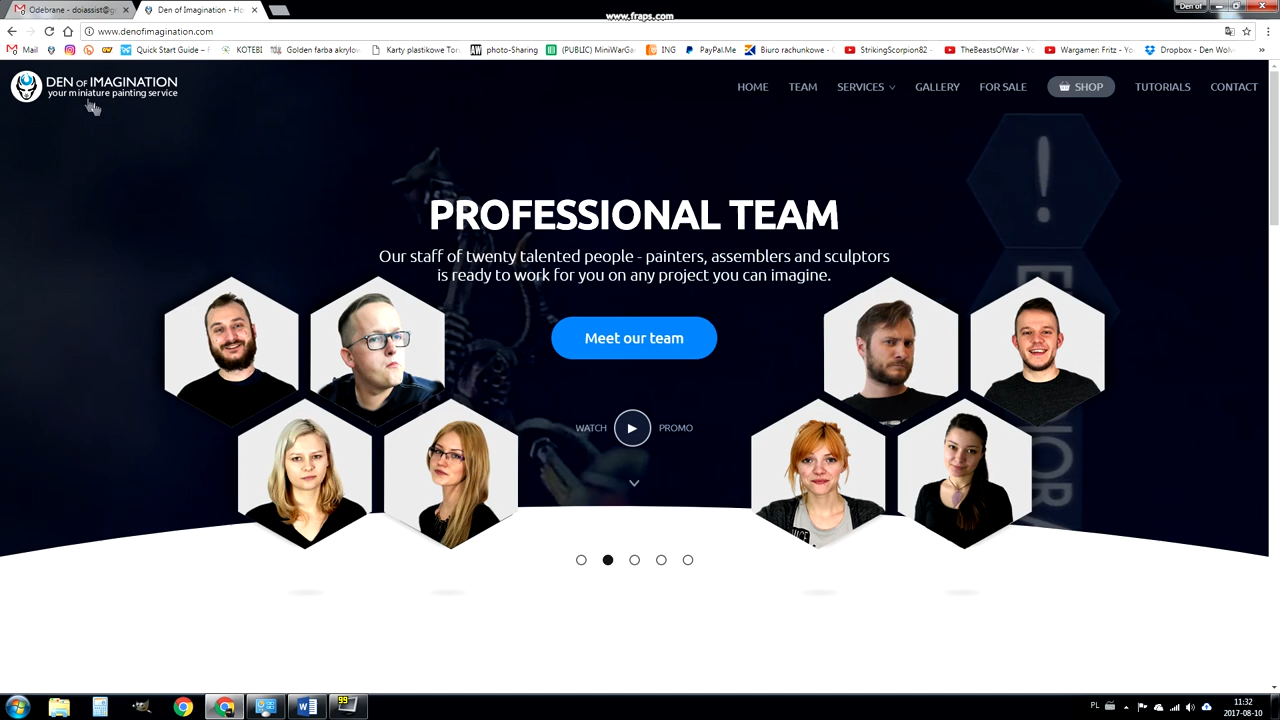 Odebrane - doiassist@g
Den of Imagination - Ho
www.fraps.com
Den of
www.denofimagination.com
Mail
Quick Start Guide -
KOTEBI
Golden farba akrylow
Karty plastikowe Tor
photo-Sharing
(PUBLIC) MiniWarGa
ING
PayPal.Me
Biuro rachunkowe -
StrikingScorpion82 -
TheBeastsOfWar - Yo
Wargamer: Fritz - Yo
Dropbox - Den Wol
DEN OF IMAGINATION
your miniature painting service
HOME
TEAM
SERVICES
GALLERY
FOR SALE
SHOP
TUTORIALS
CONTACT
PROFESSIONAL TEAM
Our staff of twenty talented people - painters, assemblers and sculptors
is ready to work for you on any project you can imagine.
Meet our team
WATCH
PROMO
99
PL
11:32
2017-08-10